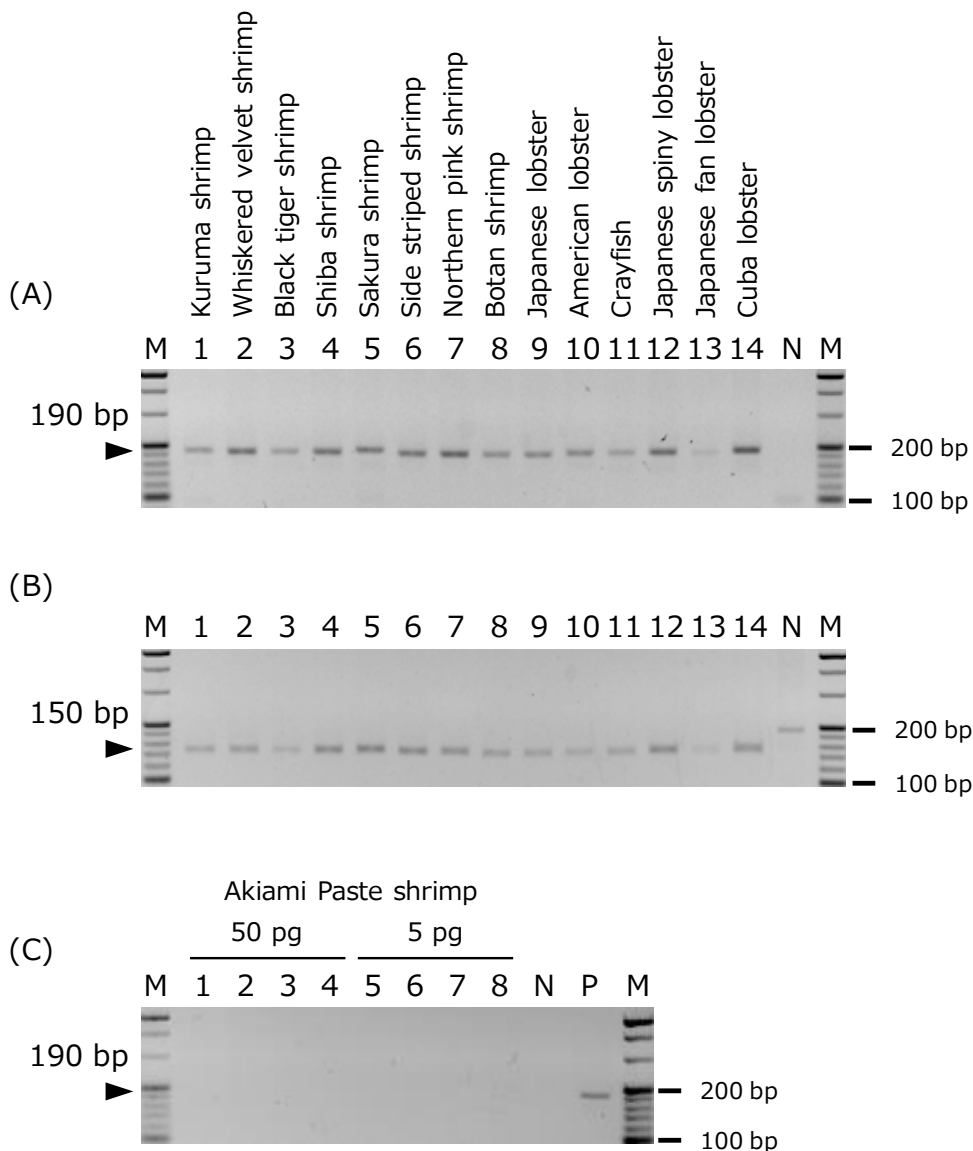 Kuruma shrimp
Whiskered velvet shrimp
Black tiger shrimp
Shiba shrimp
Sakura shrimp
Side striped shrimp
Northern pink shrimp
Botan shrimp
Japanese lobster
American lobster
Crayfish
Japanese spiny lobster
Japanese fan lobster
Cuba lobster
(A)
M 1 2 3 4 5 6 7 8 9 10 11 12 13 14 N M
190 bp
200 bp
100 bp
(B)
M 1 2 3 4 5 6 7 8 9 10 11 12 13 14 N M
150 bp
200 bp
100 bp
Akiami Paste shrimp
50 pg 5 pg
(C)
M 1 2 3 4 5 6 7 8 N P M
190 bp
200 bp
100 bp